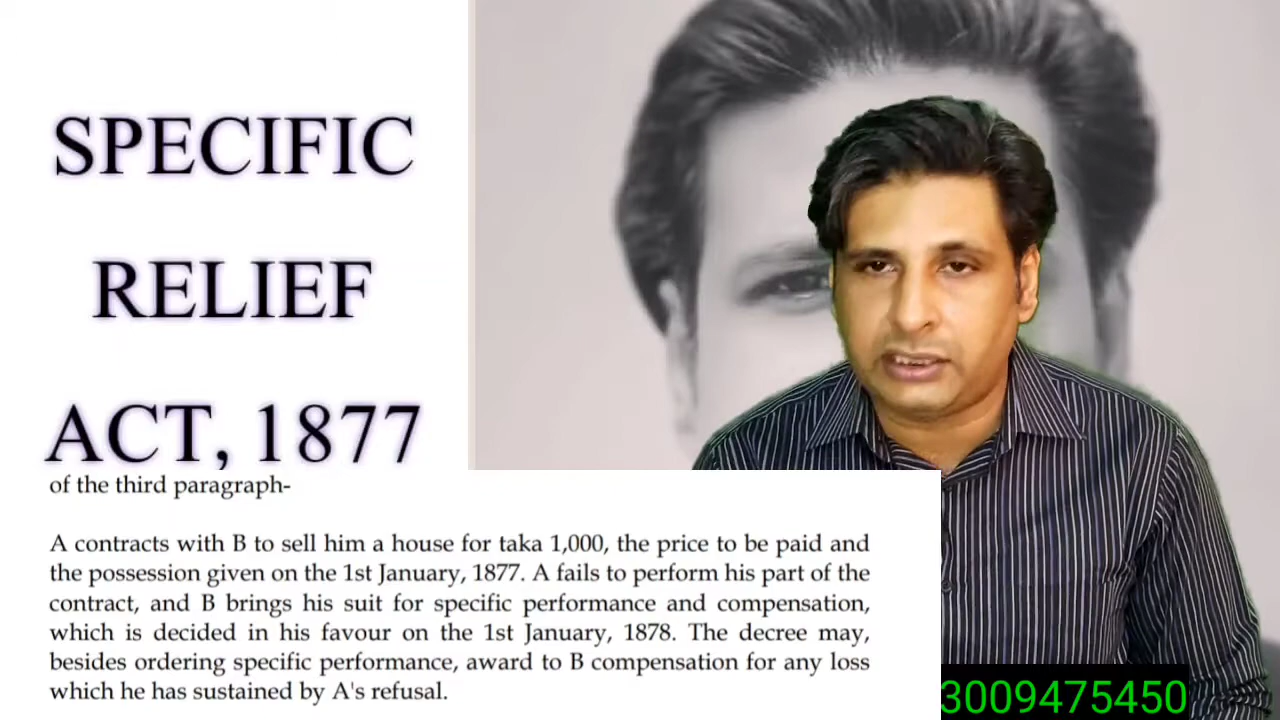 SPECIFIC
RELIEF
ACT, 1877
of the third paragraph-
A contracts with B to sell him a house for taka 1,000, the price to be paid and
the possession given on the 1st January, 1877. A fails to perform his part of the
contract, and B brings his suit for specific performance and compensation,
which is decided in his favour on the 1st January, 1878. The decree may,
besides ordering specific performance, award to B compensation for any loss
which he has sustained by A's refusal.
3009475450